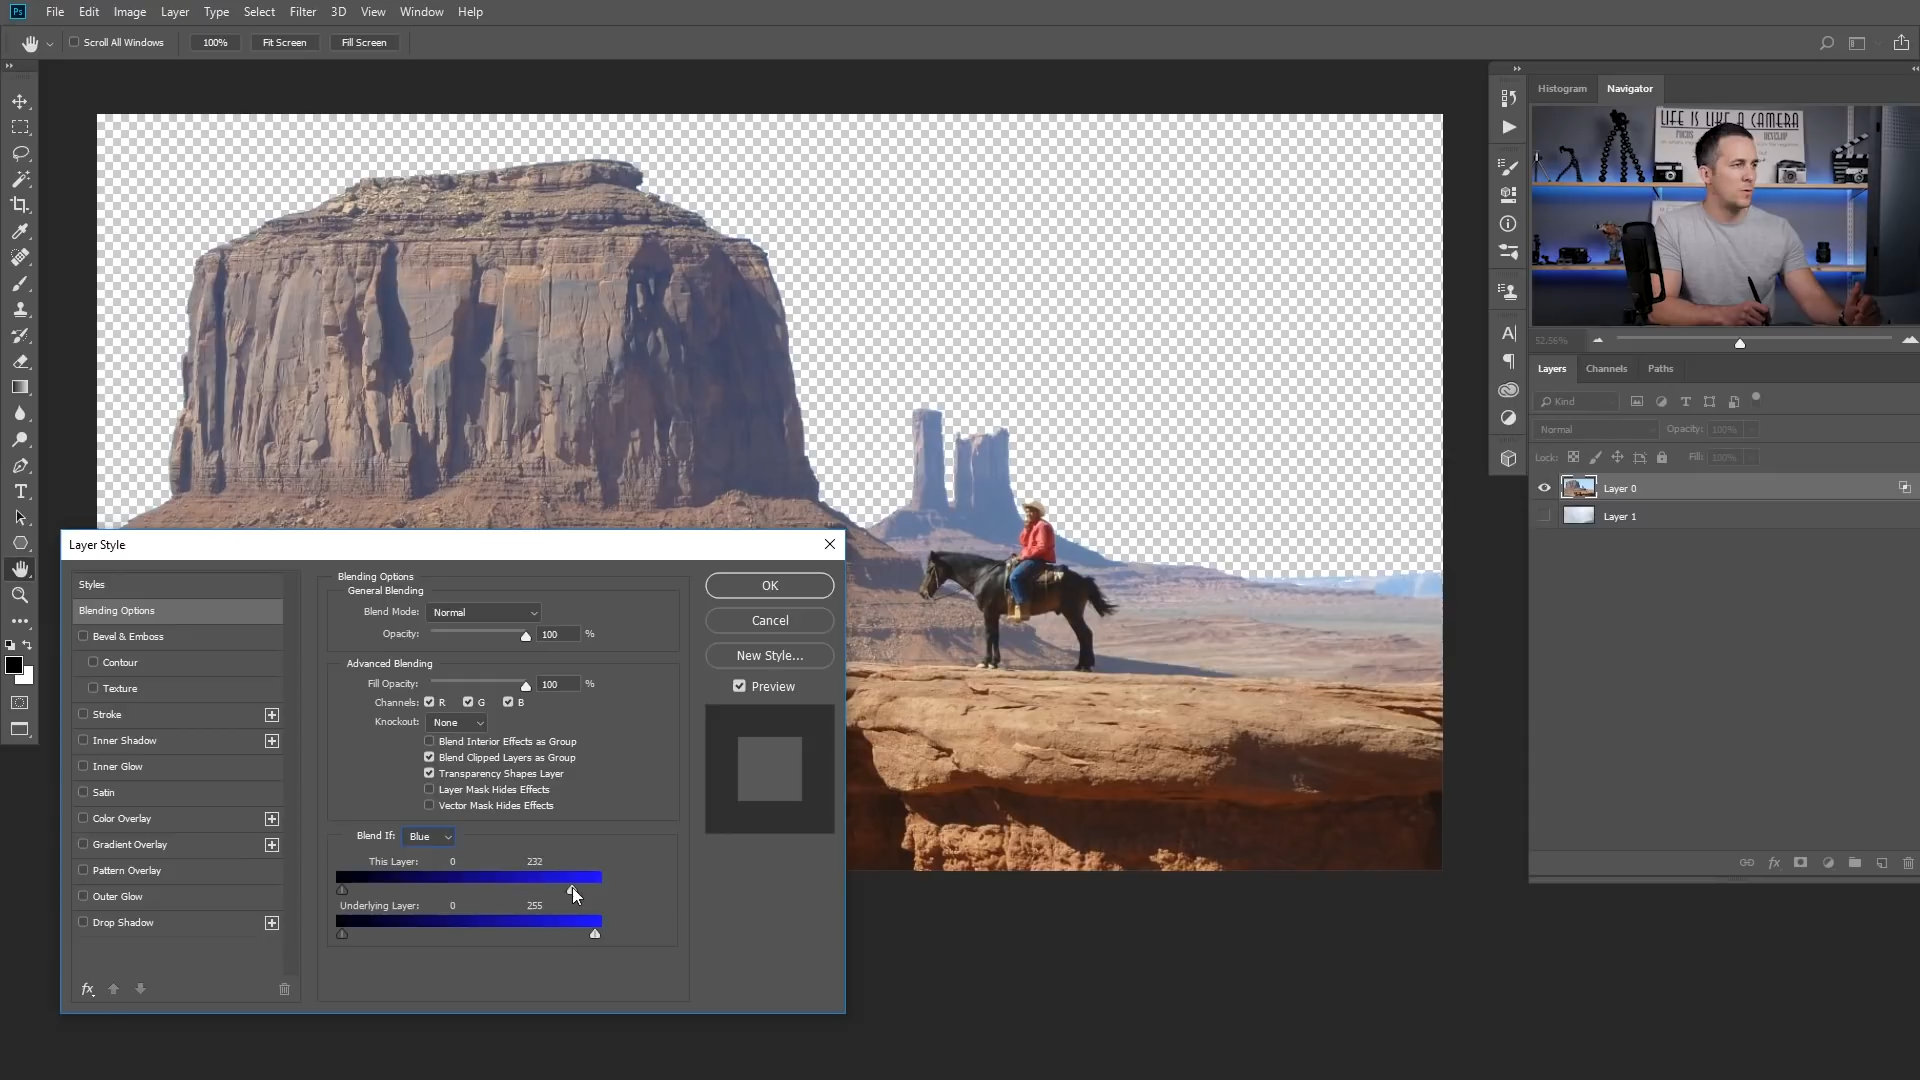 Ps File Edit Image Layer Type Select Filter 3D View Window Help
Scroll All Windows 100% Fit Screen Fill Screen
Histogram Navigator
LIFE IS LIKE A CAMERA
FOCUS DEVELOP
52.56%
Layers Channels Paths
Kind
Normal Opacity: 100%
Lock: Fill: 100%
Layer 0
Layer 1
Layer Style
Styles
Blending Options
Bevel & Emboss
Contour
Texture
Stroke
Inner Shadow
Inner Glow
Satin
Color Overlay
Gradient Overlay
Pattern Overlay
Outer Glow
Drop Shadow
fx
Blending Options
General Blending
Blend Mode: Normal
Opacity: 100 %
Advanced Blending
Fill Opacity: 100 %
Channels: R G B
Knockout: None
Blend Interior Effects as Group
Blend Clipped Layers as Group
Transparency Shapes Layer
Layer Mask Hides Effects
Vector Mask Hides Effects
Blend If: Blue
This Layer: 0 232
Underlying Layer: 0 255
OK
Cancel
New Style...
Preview
fx